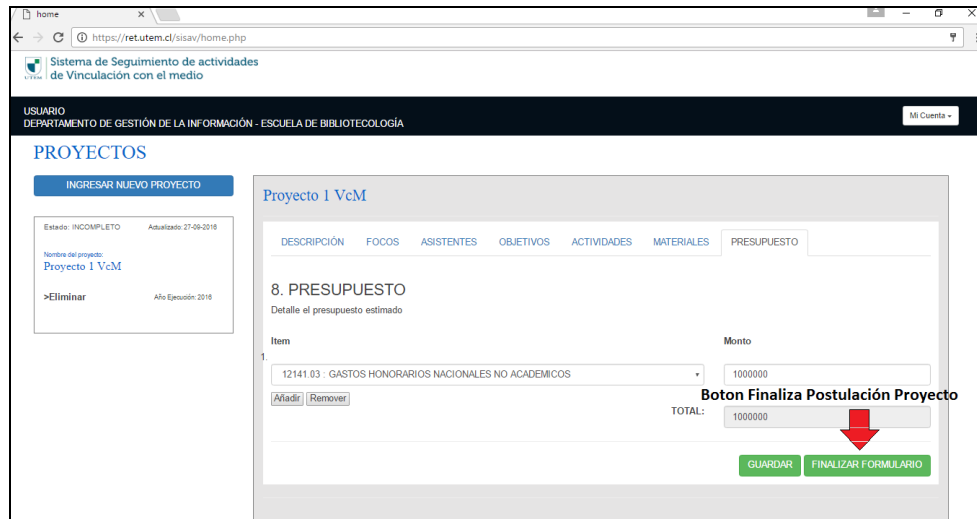 home
https://ret.utem.cl/sisav/home.php
Sistema de Seguimiento de actividades
de Vinculación con el medio
UTEM
USUARIO
DEPARTAMENTO DE GESTIÓN DE LA INFORMACIÓN - ESCUELA DE BIBLIOTECOLOGÍA
Mi Cuenta
PROYECTOS
INGRESAR NUEVO PROYECTO
Estado: INCOMPLETO Actualizado: 27-09-2016
Nombre del proyecto:
Proyecto 1 VcM
>Eliminar Año Ejecución: 2016
Proyecto 1 VcM
DESCRIPCIÓN FOCOS ASISTENTES OBJETIVOS ACTIVIDADES MATERIALES PRESUPUESTO
8. PRESUPUESTO
Detalle el presupuesto estimado
Item Monto
1.
12141.03 : GASTOS HONORARIOS NACIONALES NO ACADEMICOS 1000000
Añadir Remover
Boton Finaliza Postulación Proyecto
TOTAL: 1000000
GUARDAR FINALIZAR FORMULARIO